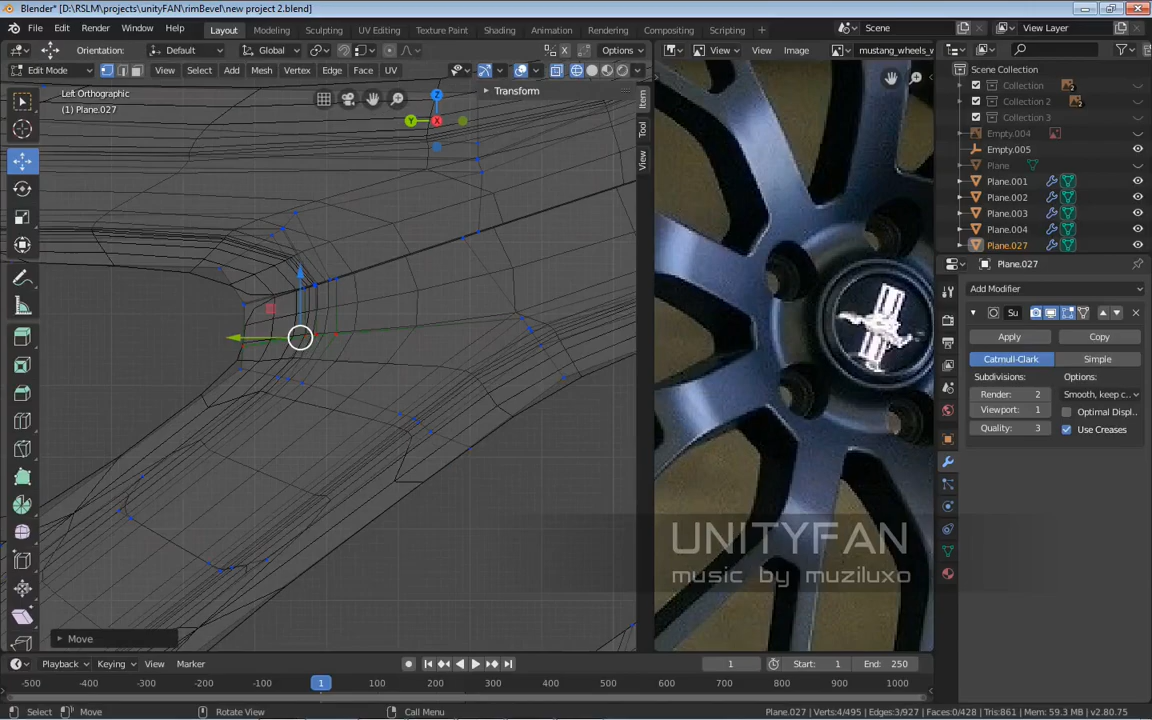 Blender* [D:\RSLM\projects\unityFAN\rimBevel\new project 2.blend]
File Edit Render Window Help Layout Modeling Sculpting UV Editing Texture Paint Shading Animation Rendering Compositing Scripting + Scene View Layer
Orientation: Default Global Options View View Image mustang_wheels_w
Edit Mode View Select Add Mesh Vertex Edge Face UV
Left Orthographic
(1) Plane.027
Transform
Item
Tool
View
Z
Y
X
Scene Collection
Collection
Collection 2
Collection 3
Empty.004
Empty.005
Plane
Plane.001
Plane.002
Plane.003
Plane.004
Plane.027
Plane.027
Add Modifier
Su
Apply Copy
Catmull-Clark Simple
Subdivisions: Options:
Render: 2 Smooth, keep c..
Viewport: 1 Optimal Displ..
Quality: 3 Use Creases
UNITYFAN
music by muziluxo
Move
Playback Keying View Marker 1 Start: 1 End: 250
-500 -400 -300 -200 -100 1 100 200 300 400 500 600 700 800 900 1000
Select Move Rotate View Call Menu Plane.027 | Verts:4/495 | Edges:3/927 | Faces:0/428 | Tris:861 | Mem: 59.3 MB | v2.80.75